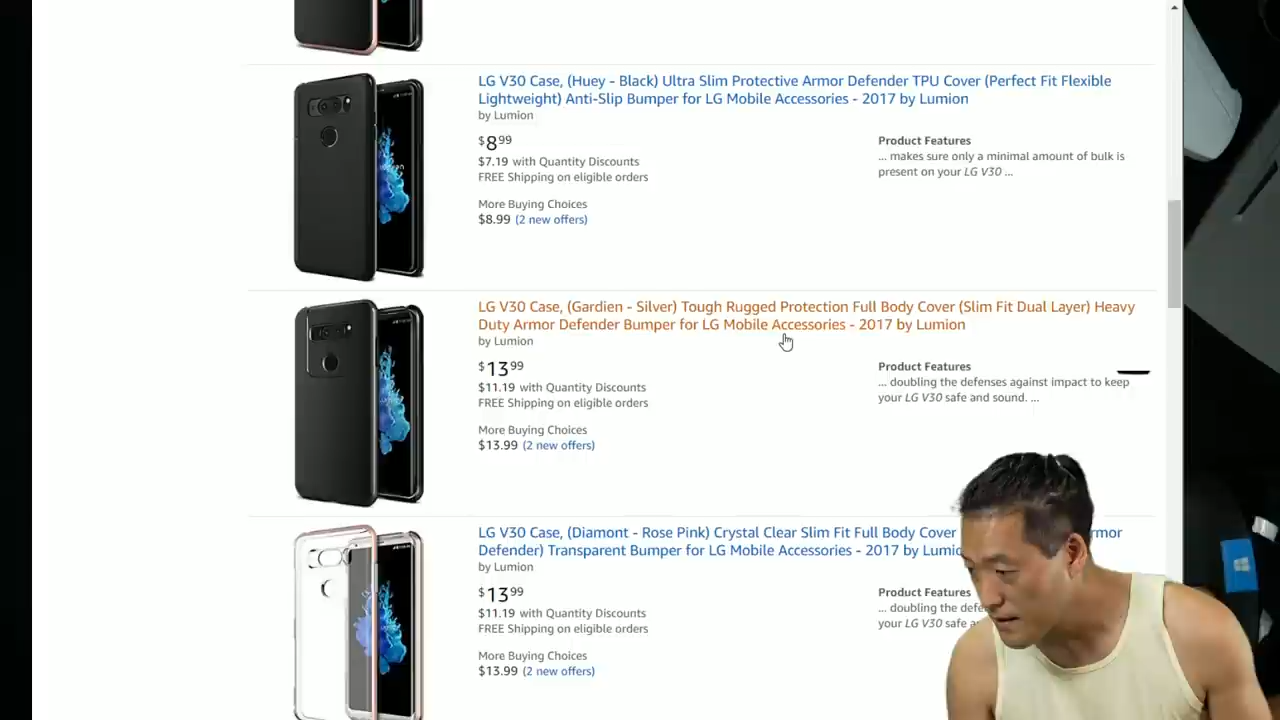 LG V30 Case, (Huey - Black) Ultra Slim Protective Armor Defender TPU Cover (Perfect Fit Flexible
Lightweight) Anti-Slip Bumper for LG Mobile Accessories - 2017 by Lumion
by Lumion
$8.99
$7.19 with Quantity Discounts
FREE Shipping on eligible orders
More Buying Choices
$8.99 (2 new offers)
Product Features
... makes sure only a minimal amount of bulk is
present on your LG V30 ...
LG V30 Case, (Gardien - Silver) Tough Rugged Protection Full Body Cover (Slim Fit Dual Layer) Heavy
Duty Armor Defender Bumper for LG Mobile Accessories - 2017 by Lumion
by Lumion
$13.99
$11.19 with Quantity Discounts
FREE Shipping on eligible orders
More Buying Choices
$13.99 (2 new offers)
Product Features
... doubling the defenses against impact to keep
your LG V30 safe and sound. ...
LG V30 Case, (Diamont - Rose Pink) Crystal Clear Slim Fit Full Body Cover
Defender) Transparent Bumper for LG Mobile Accessories - 2017 by
by Lumion
$13.99
$11.19 with Quantity Discounts
FREE Shipping on eligible orders
More Buying Choices
$13.99 (2 new offers)
Product Features
... doubling the
your LG V30 safe